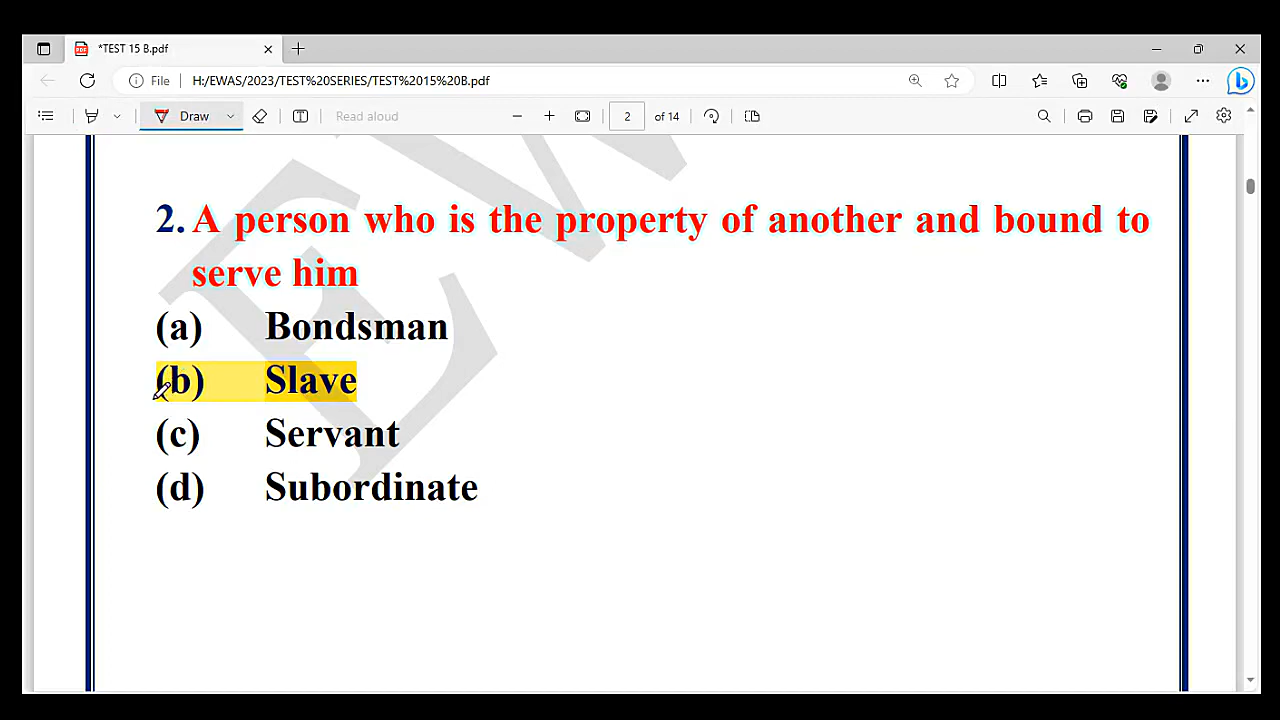 *TEST 15 B.pdf
File H:/EWAS/2023/TEST%20SERIES/TEST%2015%20B.pdf
Draw Read aloud 2 of 14
2. A person who is the property of another and bound to
serve him
(a) Bondsman
(b) Slave
(c) Servant
(d) Subordinate